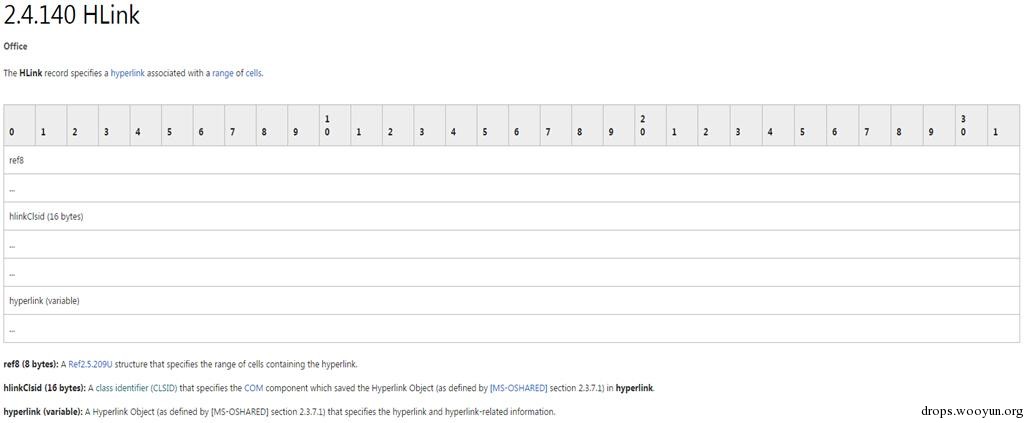 2.4.140 HLink
Office
The HLink record specifies a hyperlink associated with a range of cells.
0 1 2 3 4 5 6 7 8 9 10 1 2 3 4 5 6 7 8 9 20 1 2 3 4 5 6 7 8 9 30 1
ref8
...
hlinkClsid (16 bytes)
...
...
hyperlink (variable)
...
ref8 (8 bytes): A Ref2.5.209U structure that specifies the range of cells containing the hyperlink.
hlinkClsid (16 bytes): A class identifier (CLSID) that specifies the COM component which saved the Hyperlink Object (as defined by [MS-OSHARED] section 2.3.7.1) in hyperlink.
hyperlink (variable): A Hyperlink Object (as defined by [MS-OSHARED] section 2.3.7.1) that specifies the hyperlink and hyperlink-related information.
drops.wooyun.org